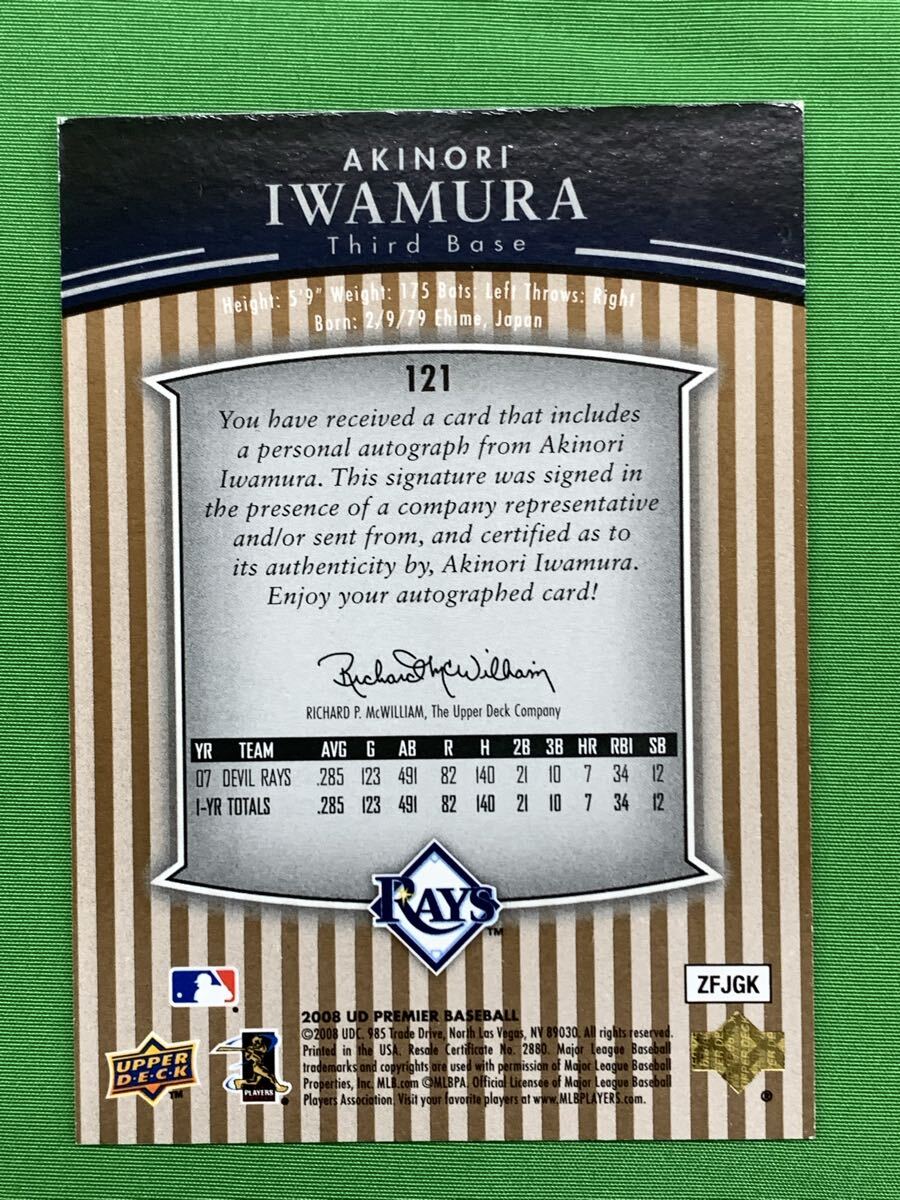 AKINORI
IWAMURA
Third Base
Height: 5'9" Weight: 175 Bats: Left Throws: Right
Born: 2/9/79 Ehime, Japan
121
You have received a card that includes
a personal autograph from Akinori
Iwamura. This signature was signed in
the presence of a company representative
and/or sent from, and certified as to
its authenticity by, Akinori Iwamura.
Enjoy your autographed card!
Richard McWilliam
RICHARD P. McWILLIAM, The Upper Deck Company
YR TEAM AVG G AB R H 2B 3B HR RBI SB
07 DEVIL RAYS .285 123 491 82 140 21 10 7 34 12
1-YR TOTALS .285 123 491 82 140 21 10 7 34 12
RAYS™
ZFJGK
2008 UD PREMIER BASEBALL
©2008 UDC. 985 Trade Drive, North Las Vegas, NV 89030. All rights reserved.
Printed in the USA. Resale Certificate No. 2880. Major League Baseball
trademarks and copyrights are used with permission of Major League Baseball
Properties, Inc. MLB.com ©MLBPA. Official Licensee of Major League Baseball
Players Association. Visit your favorite players at www.MLBPLAYERS.com.
UPPER
D·E·C·K
™
PLAYERS
®